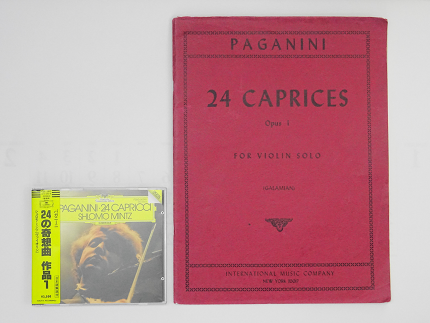 PAGANINI
24 CAPRICES
Opus 1
FOR VIOLIN SOLO
(GALAMIAN)
INTERNATIONAL MUSIC COMPANY
NEW YORK CITY
PAGANINI·24 CAPRICCI
SHLOMO MINTZ
24の奇想曲 作品1